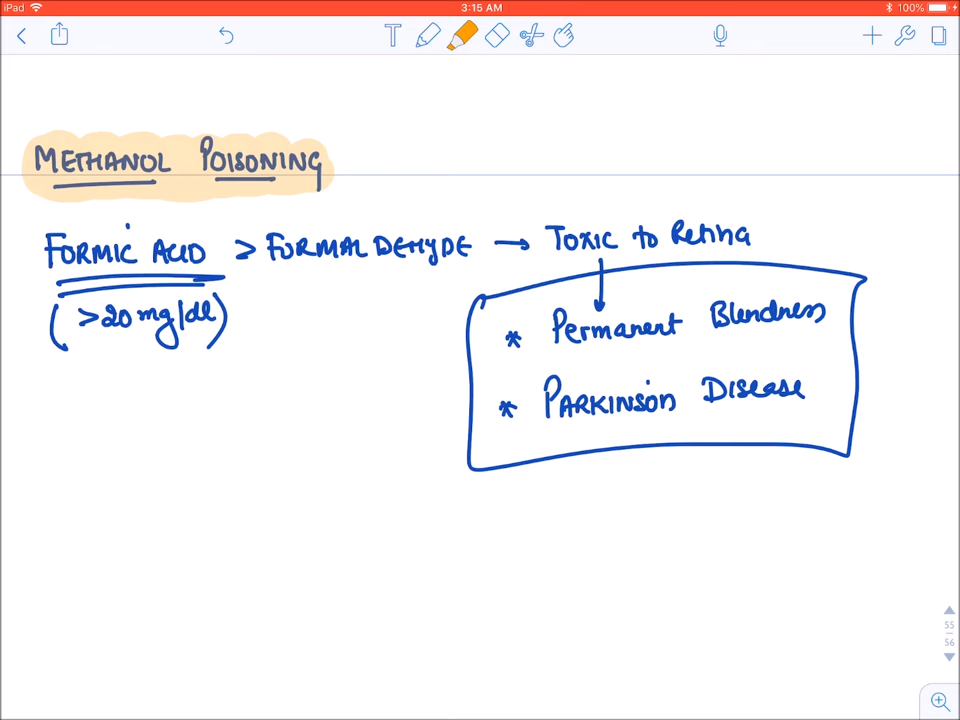 iPad 3:15 AM 100%
T
METHANOL POISONING
FORMIC ACID > FORMALDEHYDE → TOXIC to Retina
(>20 mg/dl)
* Permanent Blendness
* PARKINSON DISEASE
55
56